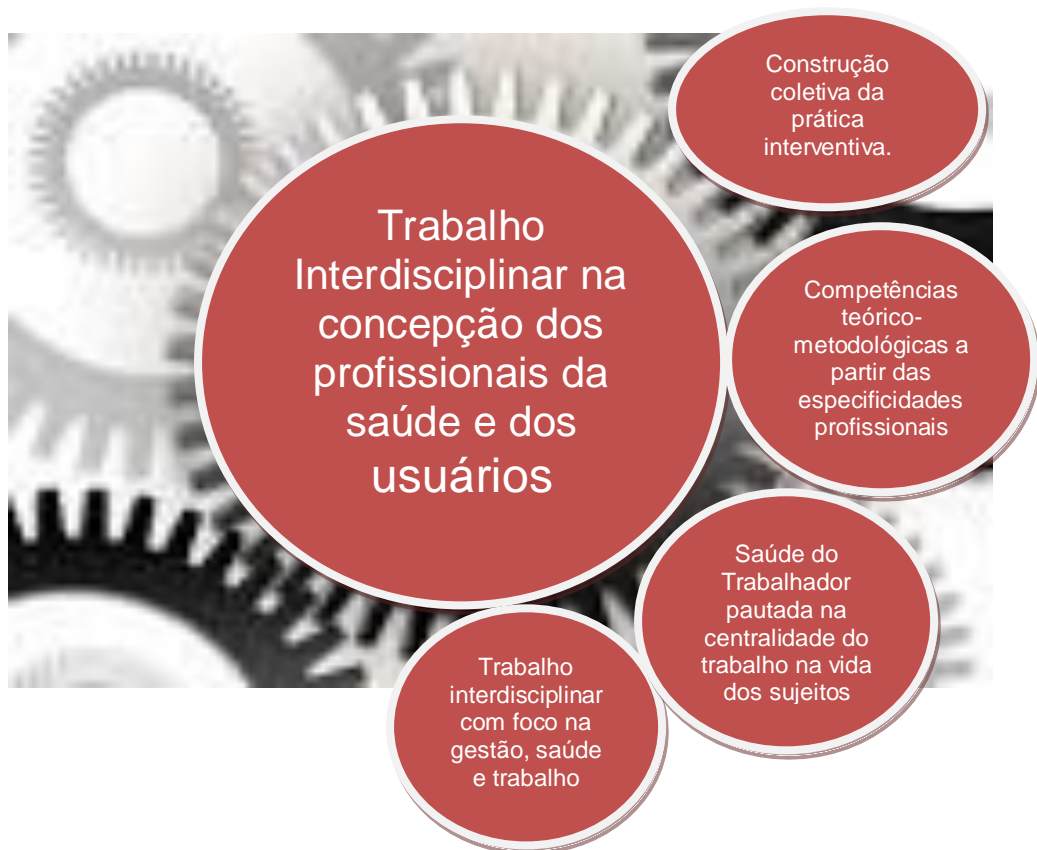 Construção
coletiva da
prática
interventiva.
Trabalho
Interdisciplinar na
concepção dos
profissionais da
saúde e dos
usuários
Competências
teórico-
metodológicas a
partir das
especificidades
profissionais
Saúde do
Trabalhador
pautada na
centralidade do
trabalho na vida
dos sujeitos
Trabalho
interdisciplinar
com foco na
gestão, saúde
e trabalho